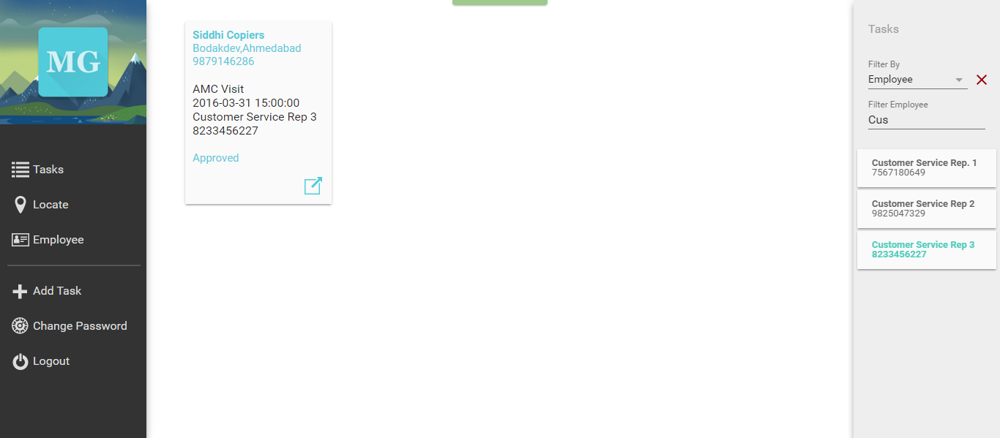 MG
Tasks
Locate
Employee
Add Task
Change Password
Logout
Siddhi Copiers
Bodakdev,Ahmedabad
9879146286
AMC Visit
2016-03-31 15:00:00
Customer Service Rep 3
8233456227
Approved
Tasks
Filter By
Employee
Filter Employee
Cus
Customer Service Rep. 1
7567180649
Customer Service Rep 2
9825047329
Customer Service Rep 3
8233456227